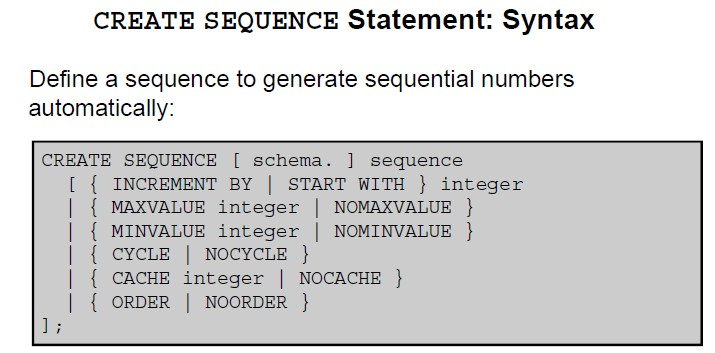 CREATE SEQUENCE Statement: Syntax
Define a sequence to generate sequential numbers
automatically:
CREATE SEQUENCE [ schema. ] sequence
[ { INCREMENT BY | START WITH } integer
| { MAXVALUE integer | NOMAXVALUE }
| { MINVALUE integer | NOMINVALUE }
| { CYCLE | NOCYCLE }
| { CACHE integer | NOCACHE }
| { ORDER | NOORDER }
];